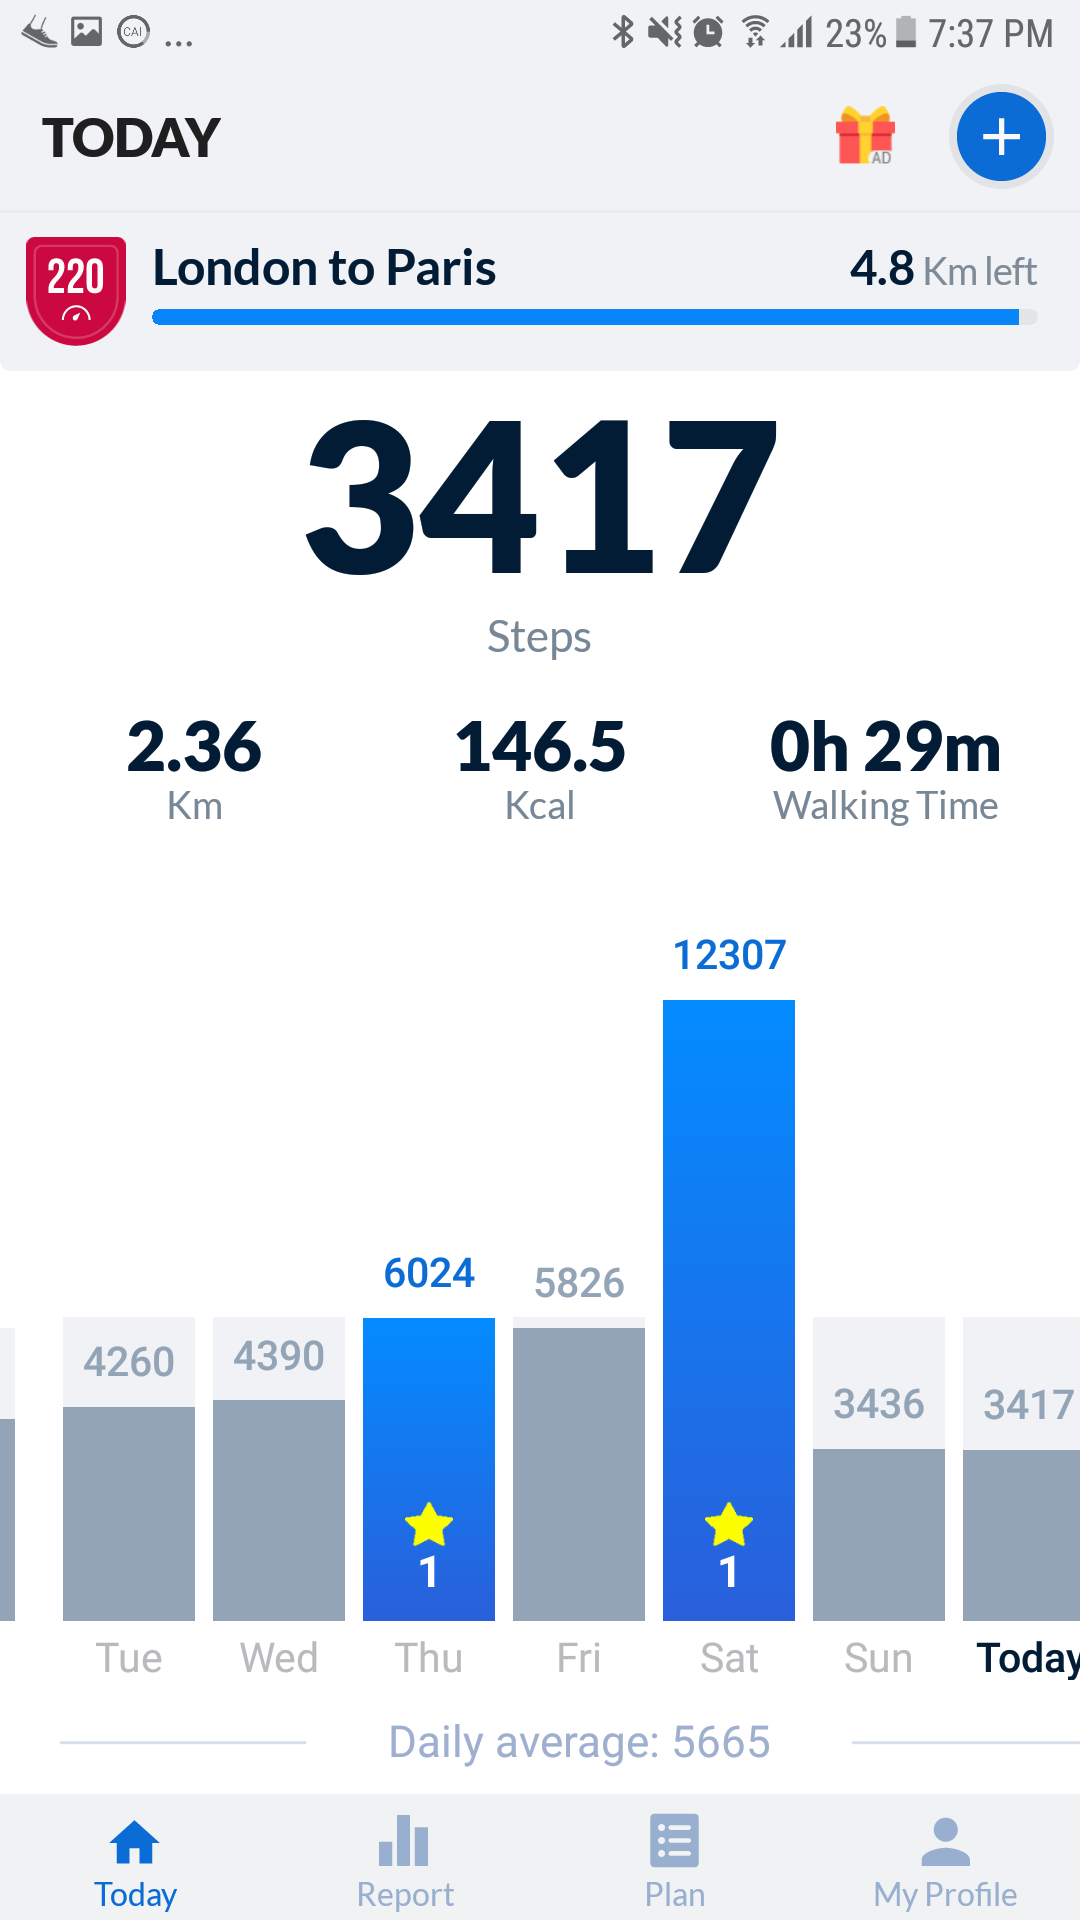 CAI ... 23% 7:37 PM
TODAY
AD
220 London to Paris 4.8 Km left
3417
Steps
2.36 146.5 0h 29m
Km Kcal Walking Time
12307
6024 5826
4260 4390 3436 3417
1 1
Tue Wed Thu Fri Sat Sun Today
Daily average: 5665
Today Report Plan My Profile